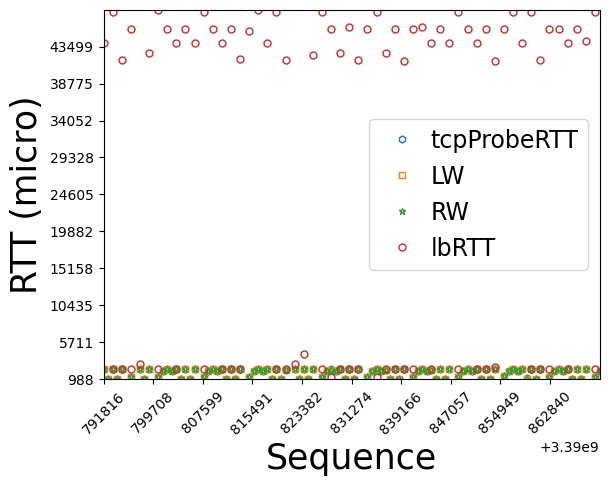 RTT (micro)
43499
38775
34052
29328
24605
19882
15158
10435
5711
988
tcpProbeRTT
LW
RW
lbRTT
791816
799708
807599
815491
823382
831274
839166
847057
854949
862840
+3.39e9
Sequence